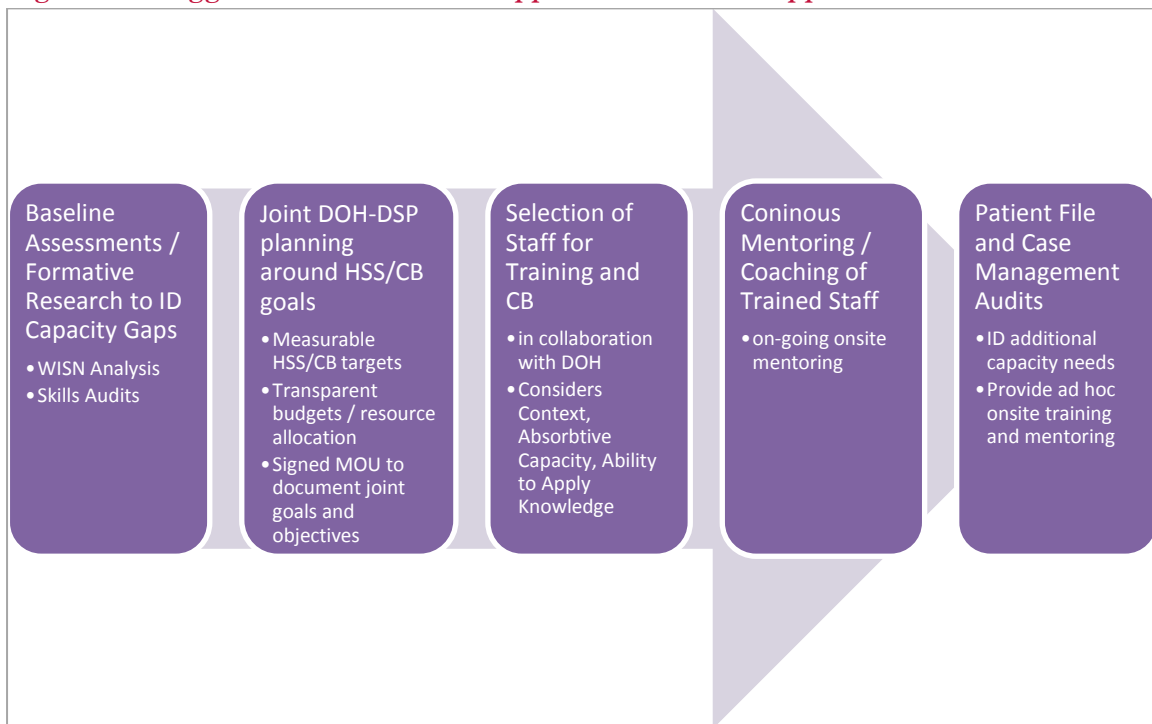 Baseline
Assessments /
Formative
Research to ID
Capacity Gaps
•WISN Analysis
•Skills Audits
Joint DOH-DSP
planning
around HSS/CB
goals
•Measurable
HSS/CB targets
•Transparent
budgets / resource
allocation
•Signed MOU to
document joint
goals and
objectives
Selection of
Staff for
Training and
CB
•in collaboration
with DOH
•Considers
Context,
Absorbtive
Capacity, Ability
to Apply
Knowledge
Coninous
Mentoring /
Coaching of
Trained Staff
•on-going onsite
mentoring
Patient File
and Case
Management
Audits
•ID additional
capacity needs
•Provide ad hoc
onsite training
and mentoring